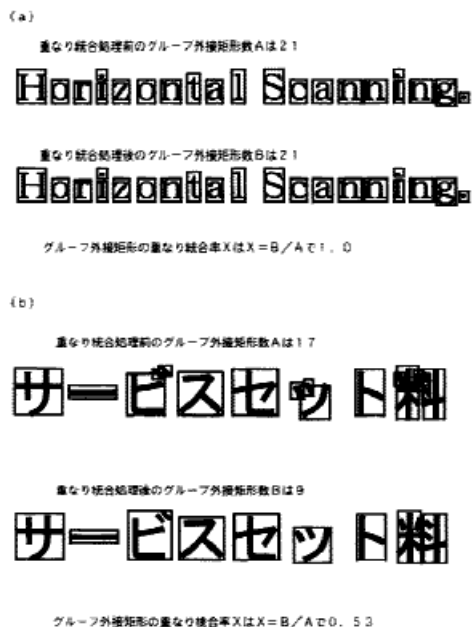 (a)
重なり統合処理前のグループ外接矩形数Aは21
Horizontal Scanning.
重なり統合処理後のグループ外接矩形数Bは21
Horizontal Scanning.
グループ外接矩形の重なり統合率XはX=B/Aで1.0
(b)
重なり統合処理前のグループ外接矩形数Aは17
サービスセット料
重なり統合処理後のグループ外接矩形数Bは9
サービスセット料
グループ外接矩形の重なり統合率XはX=B/Aで0.53